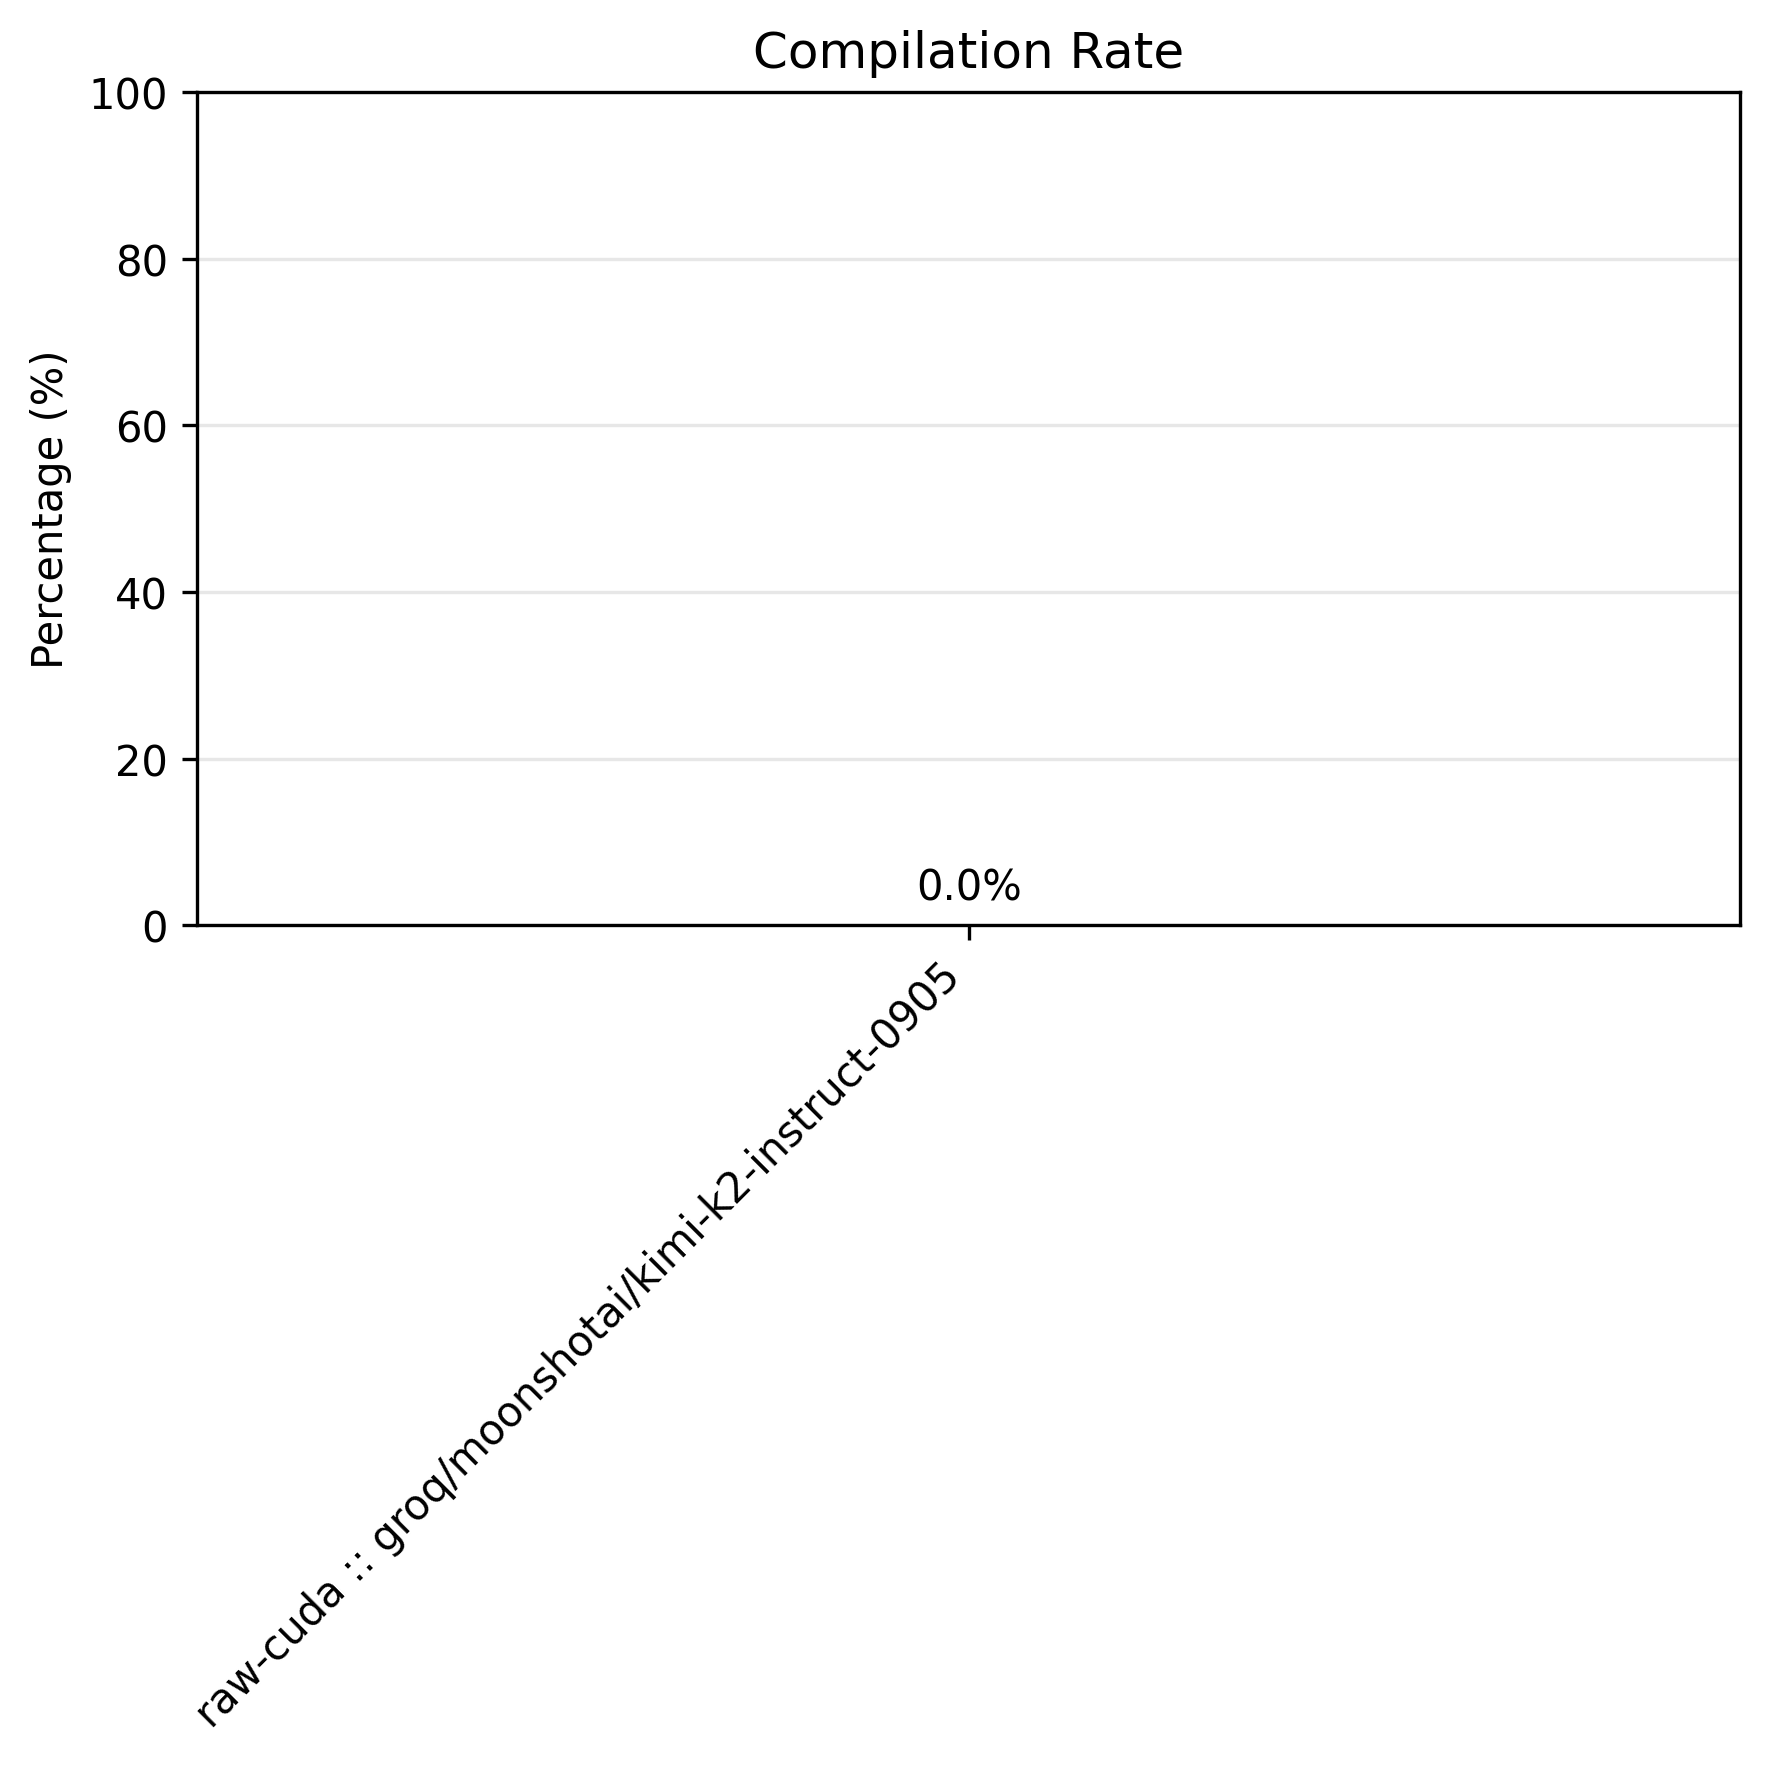 Compilation Rate
100
80
60
40
20
0
Percentage (%)
0.0%
raw-cuda :: groq/moonshotai/kimi-k2-instruct-0905